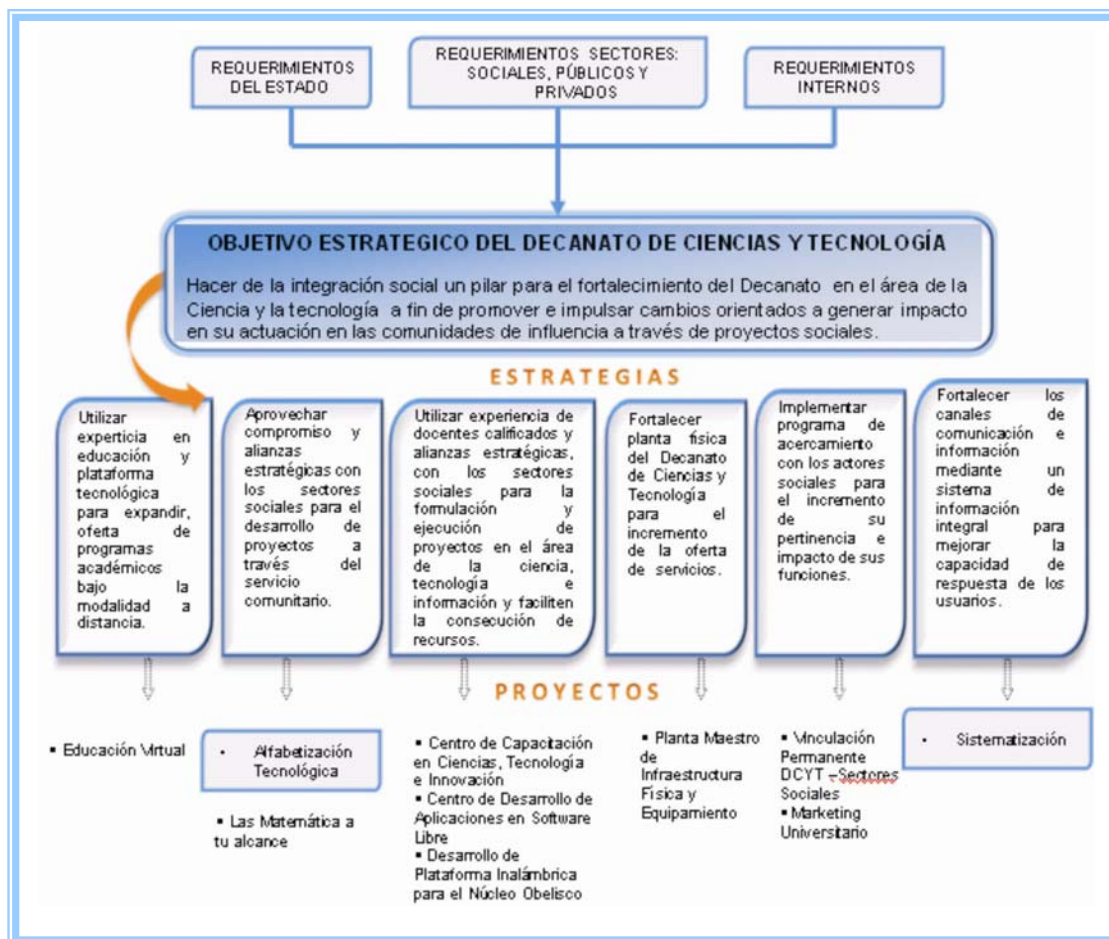 REQUERIMIENTOS
DEL ESTADO
REQUERIMIENTOS SECTORES:
SOCIALES, PÚBLICOS Y
PRIVADOS
REQUERIMIENTOS
INTERNOS
OBJETIVO ESTRATEGICO DEL DECANATO DE CIENCIAS Y TECNOLOGÍA
Hacer de la integración social un pilar para el fortalecimiento del Decanato en el área de la
Ciencia y la tecnología a fin de promover e impulsar cambios orientados a generar impacto
en su actuación en las comunidades de influencia a través de proyectos sociales.
ESTRATEGIAS
Utilizar
experticia en
educación y
plataforma
tecnológica
para expandir,
oferta de
programas
académicos
bajo la
modalidad a
distancia.
Aprovechar
compromiso y
alianzas
estratégicas con
los sectores
sociales para el
desarrollo de
proyectos a
través del
servicio
comunitario.
Utilizar experiencia de
docentes calificados y
alianzas estratégicas,
con los sectores
sociales para la
formulación y
ejecución de
proyectos en el área
de la ciencia,
tecnología e
información y faciliten
la consecución de
recursos.
Fortalecer
planta física
del Decanato
de Ciencias y
Tecnología
para el
incremento
de la oferta
de servicios.
Implementar
programa de
acercamiento
con los actores
sociales para
el incremento
de su
pertinencia e
impacto de sus
funciones.
Fortalecer los
canales de
comunicación e
información
mediante un
sistema de
información
integral para
mejorar la
capacidad de
respuesta de los
usuarios.
PROYECTOS
▪ Educación Virtual
• Alfabetización
Tecnológica
▪ Las Matemática a
tu alcance
▪ Centro de Capacitación
en Ciencias, Tecnología
e Innovación
▪ Centro de Desarrollo de
Aplicaciones en Software
Libre
▪ Desarrollo de
Plataforma Inalámbrica
para el Núcleo Obelisco
▪ Planta Maestro
de
Infraestructura
Física y
Equipamiento
▪ Vinculación
Permanente
DCYT –Sectores
Sociales
▪ Marketing
Universitario
• Sistematización